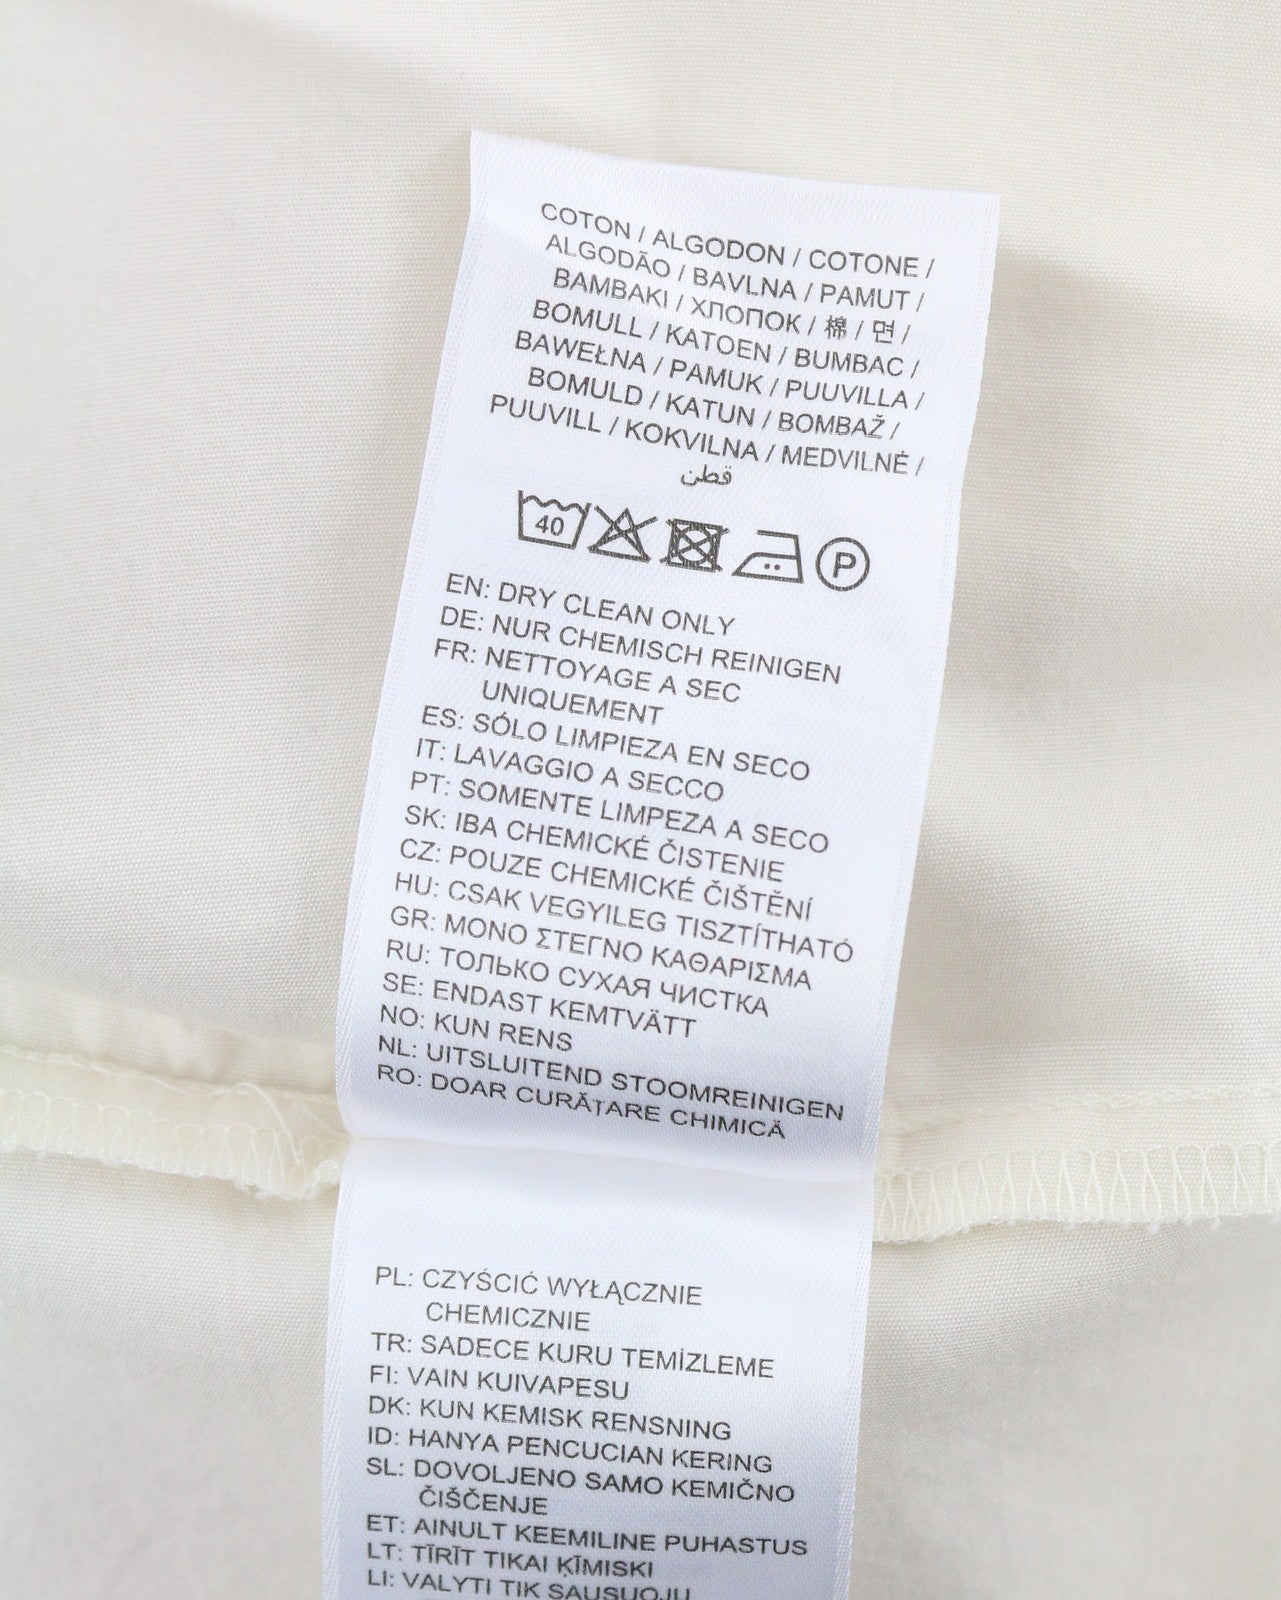 COTON / ALGODON / COTONE /
ALGODÃO / BAVLNA / PAMUT /
BAMBAKI / ХЛОПОК / 棉 / 면 /
BOMULL / KATOEN / BUMBAC /
BAWEŁNA / PAMUK / PUUVILLA /
BOMULD / KATUN / BOMBAŽ /
PUUVILL / KOKVILNA / MEDVILNĖ /
قطن
40 P
EN: DRY CLEAN ONLY
DE: NUR CHEMISCH REINIGEN
FR: NETTOYAGE A SEC
UNIQUEMENT
ES: SÓLO LIMPIEZA EN SECO
IT: LAVAGGIO A SECCO
PT: SOMENTE LIMPEZA A SECO
SK: IBA CHEMICKÉ ČISTENIE
CZ: POUZE CHEMICKÉ ČIŠTĚNÍ
HU: CSAK VEGYILEG TISZTÍTHATÓ
GR: ΜΟΝΟ ΣΤΕΓΝΟ ΚΑΘΑΡΙΣΜΑ
RU: ТОЛЬКО СУХАЯ ЧИСТКА
SE: ENDAST KEMTVÄTT
NO: KUN RENS
NL: UITSLUITEND STOOMREINIGEN
RO: DOAR CURĂȚARE CHIMICĂ
PL: CZYŚCIĆ WYŁĄCZNIE
CHEMICZNIE
TR: SADECE KURU TEMİZLEME
FI: VAIN KUIVAPESU
DK: KUN KEMISK RENSNING
ID: HANYA PENCUCIAN KERING
SL: DOVOLJENO SAMO KEMIČNO
ČIŠČENJE
ET: AINULT KEEMILINE PUHASTUS
LT: TĪRĪT TIKAI ĶĪMISKI
LI: VALYTI TIK SAUSUOJU